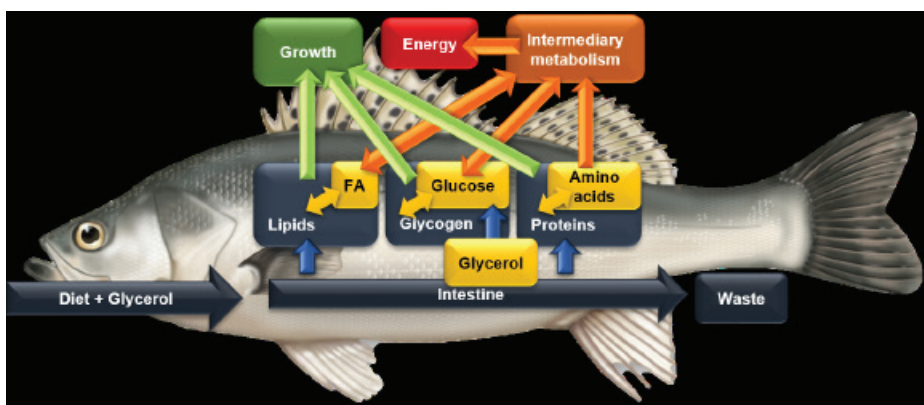 Growth
Energy
Intermediary
metabolism
FA
Glucose
Amino
acids
Lipids
Glycogen
Proteins
Glycerol
Diet + Glycerol
Intestine
Waste